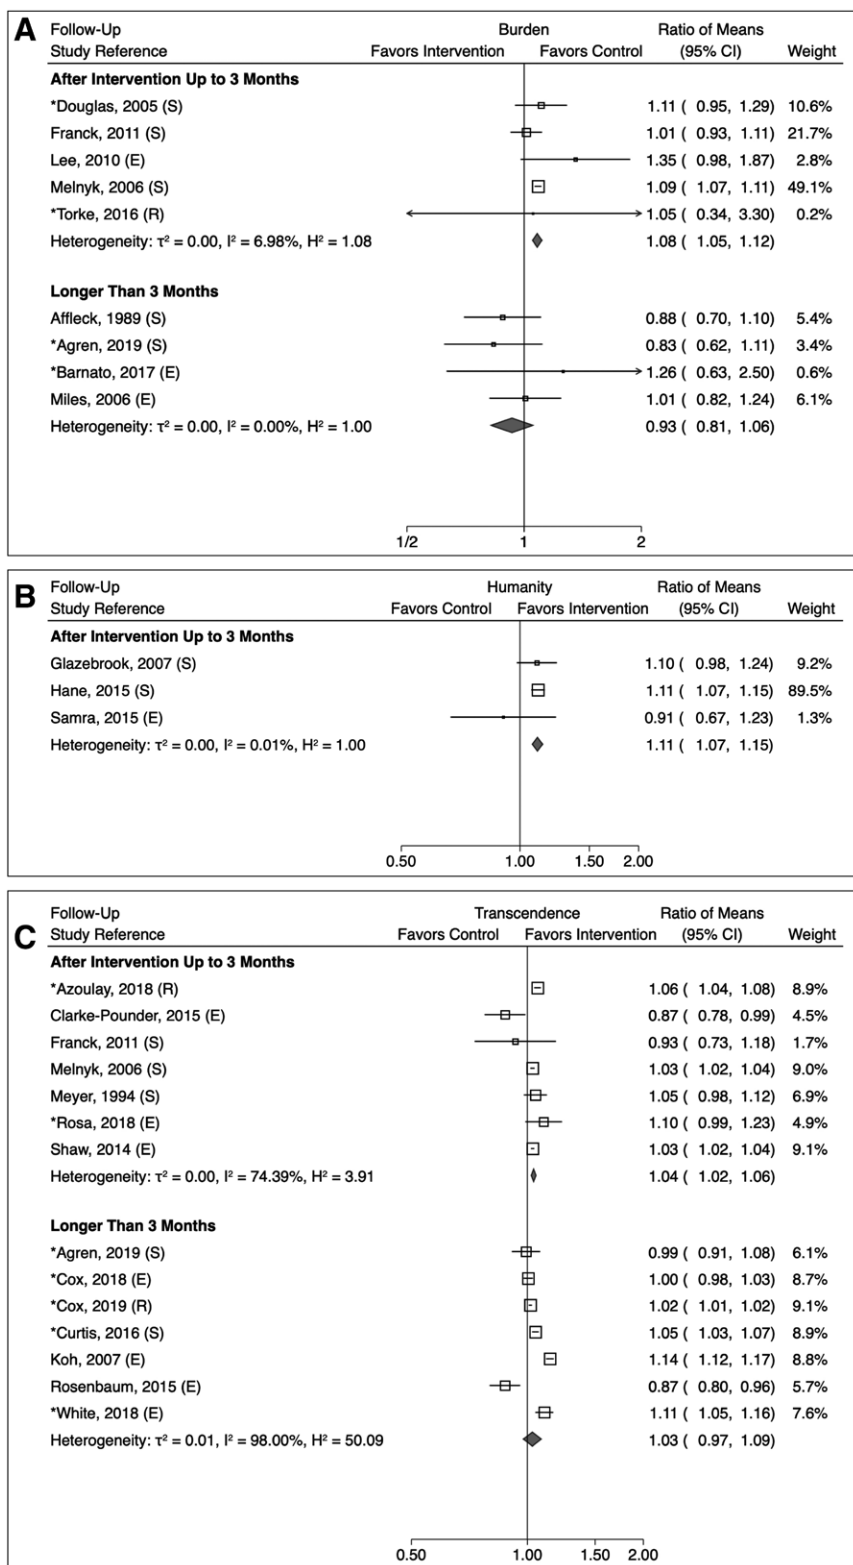 A
Follow-Up Burden Ratio of Means
Study Reference Favors Intervention Favors Control (95% CI) Weight
After Intervention Up to 3 Months
*Douglas, 2005 (S) 1.11 ( 0.95, 1.29) 10.6%
Franck, 2011 (S) 1.01 ( 0.93, 1.11) 21.7%
Lee, 2010 (E) 1.35 ( 0.98, 1.87) 2.8%
Melnyk, 2006 (S) 1.09 ( 1.07, 1.11) 49.1%
*Torke, 2016 (R) 1.05 ( 0.34, 3.30) 0.2%
Heterogeneity: τ² = 0.00, I² = 6.98%, H² = 1.08 1.08 ( 1.05, 1.12)
Longer Than 3 Months
Affleck, 1989 (S) 0.88 ( 0.70, 1.10) 5.4%
*Agren, 2019 (S) 0.83 ( 0.62, 1.11) 3.4%
*Barnato, 2017 (E) 1.26 ( 0.63, 2.50) 0.6%
Miles, 2006 (E) 1.01 ( 0.82, 1.24) 6.1%
Heterogeneity: τ² = 0.00, I² = 0.00%, H² = 1.00 0.93 ( 0.81, 1.06)
1/2 1 2
B
Follow-Up Humanity Ratio of Means
Study Reference Favors Control Favors Intervention (95% CI) Weight
After Intervention Up to 3 Months
Glazebrook, 2007 (S) 1.10 ( 0.98, 1.24) 9.2%
Hane, 2015 (S) 1.11 ( 1.07, 1.15) 89.5%
Samra, 2015 (E) 0.91 ( 0.67, 1.23) 1.3%
Heterogeneity: τ² = 0.00, I² = 0.01%, H² = 1.00 1.11 ( 1.07, 1.15)
0.50 1.00 1.50 2.00
C
Follow-Up Transcendence Ratio of Means
Study Reference Favors Control Favors Intervention (95% CI) Weight
After Intervention Up to 3 Months
*Azoulay, 2018 (R) 1.06 ( 1.04, 1.08) 8.9%
Clarke-Pounder, 2015 (E) 0.87 ( 0.78, 0.99) 4.5%
Franck, 2011 (S) 0.93 ( 0.73, 1.18) 1.7%
Melnyk, 2006 (S) 1.03 ( 1.02, 1.04) 9.0%
Meyer, 1994 (S) 1.05 ( 0.98, 1.12) 6.9%
*Rosa, 2018 (E) 1.10 ( 0.99, 1.23) 4.9%
Shaw, 2014 (E) 1.03 ( 1.02, 1.04) 9.1%
Heterogeneity: τ² = 0.00, I² = 74.39%, H² = 3.91 1.04 ( 1.02, 1.06)
Longer Than 3 Months
*Agren, 2019 (S) 0.99 ( 0.91, 1.08) 6.1%
*Cox, 2018 (E) 1.00 ( 0.98, 1.03) 8.7%
*Cox, 2019 (R) 1.02 ( 1.01, 1.02) 9.1%
*Curtis, 2016 (S) 1.05 ( 1.03, 1.07) 8.9%
Koh, 2007 (E) 1.14 ( 1.12, 1.17) 8.8%
Rosenbaum, 2015 (E) 0.87 ( 0.80, 0.96) 5.7%
*White, 2018 (E) 1.11 ( 1.05, 1.16) 7.6%
Heterogeneity: τ² = 0.01, I² = 98.00%, H² = 50.09 1.03 ( 0.97, 1.09)
0.50 1.00 1.50 2.00